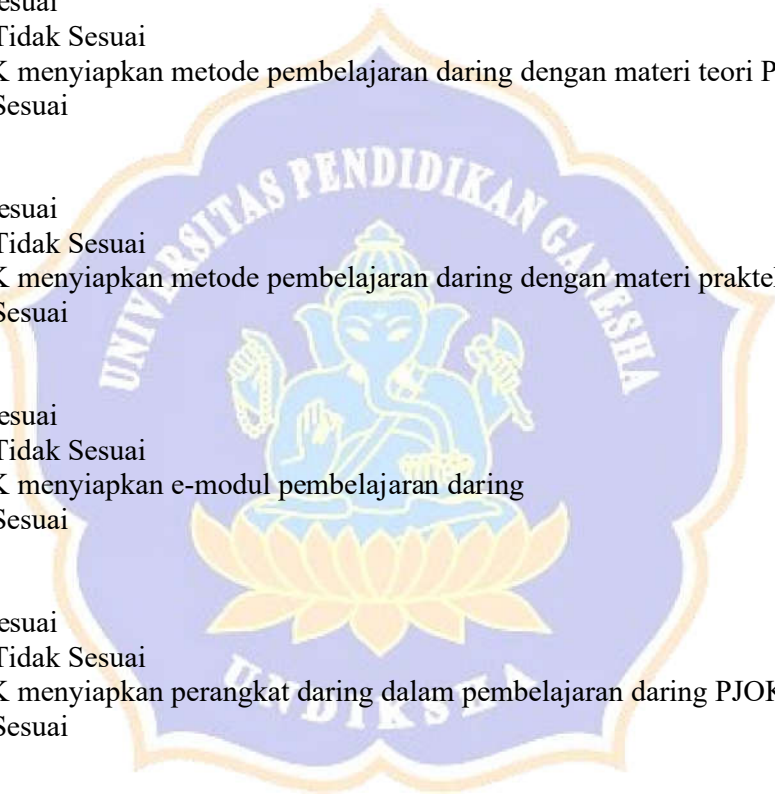 esuai
Tidak Sesuai
K menyiapkan metode pembelajaran daring dengan materi teori P
Sesuai
UNIVERSITAS PENDIDIKAN GANESHA
esuai
Tidak Sesuai
K menyiapkan metode pembelajaran daring dengan materi praktek
Sesuai
esuai
Tidak Sesuai
K menyiapkan e-modul pembelajaran daring
Sesuai
esuai
Tidak Sesuai
K menyiapkan perangkat daring dalam pembelajaran daring PJOK
Sesuai
UNDIKSHA